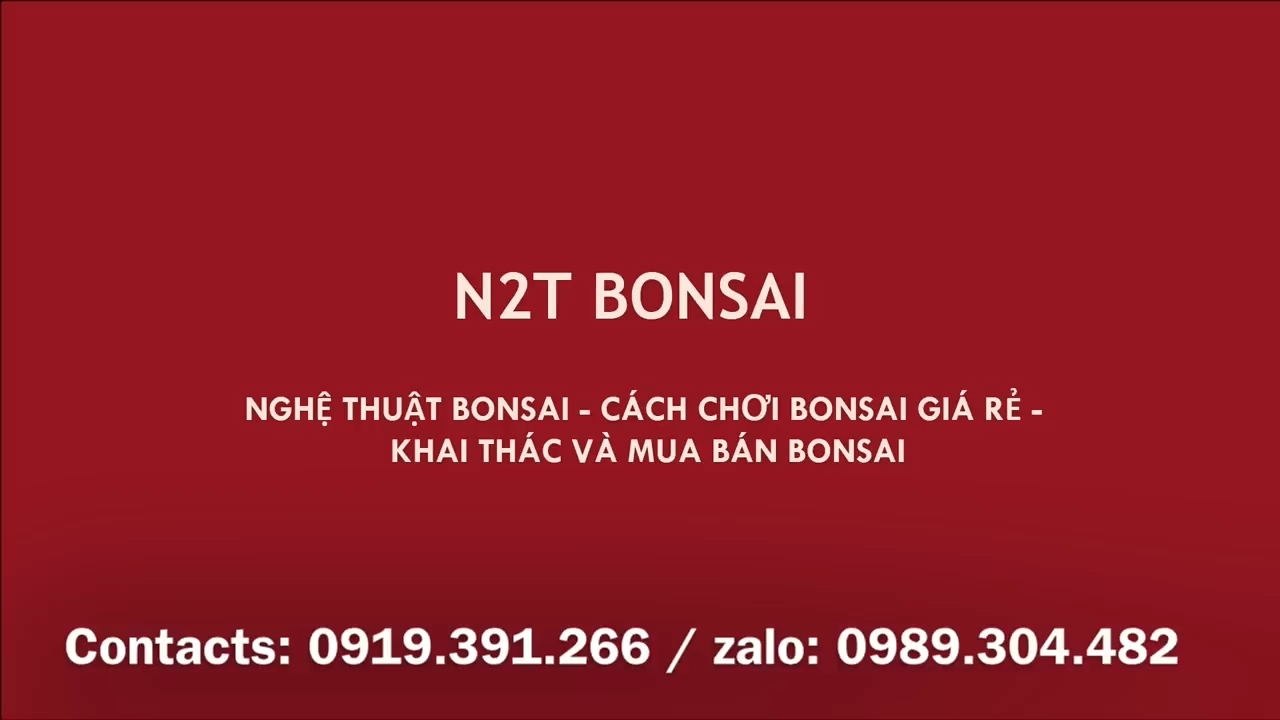 N2T BONSAI
NGHỆ THUẬT BONSAI - CÁCH CHƠI BONSAI GIÁ RẺ -
KHAI THÁC VÀ MUA BÁN BONSAI
Contacts: 0919.391.266 / zalo: 0989.304.482